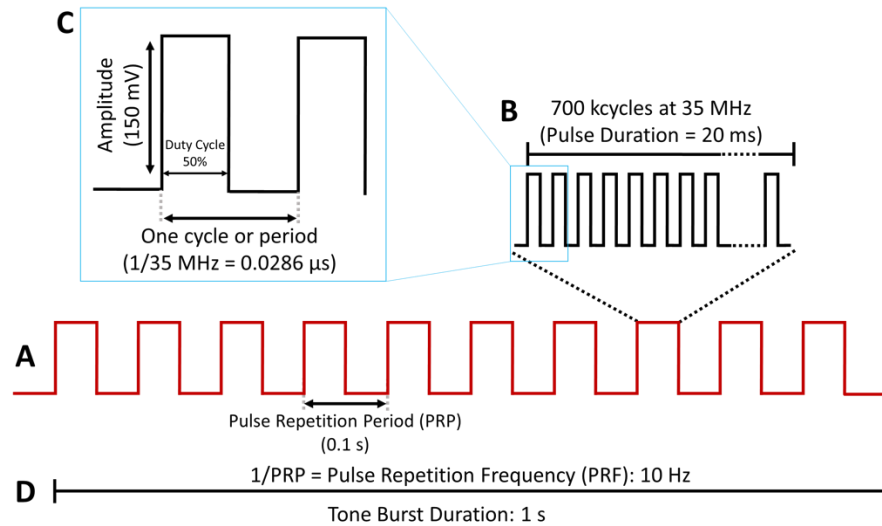 C
Amplitude
(150 mV)
Duty Cycle
50%
One cycle or period
(1/35 MHz = 0.0286 µs)
B
700 kcycles at 35 MHz
(Pulse Duration = 20 ms)
A
Pulse Repetition Period (PRP)
(0.1 s)
1/PRP = Pulse Repetition Frequency (PRF): 10 Hz
D
Tone Burst Duration: 1 s